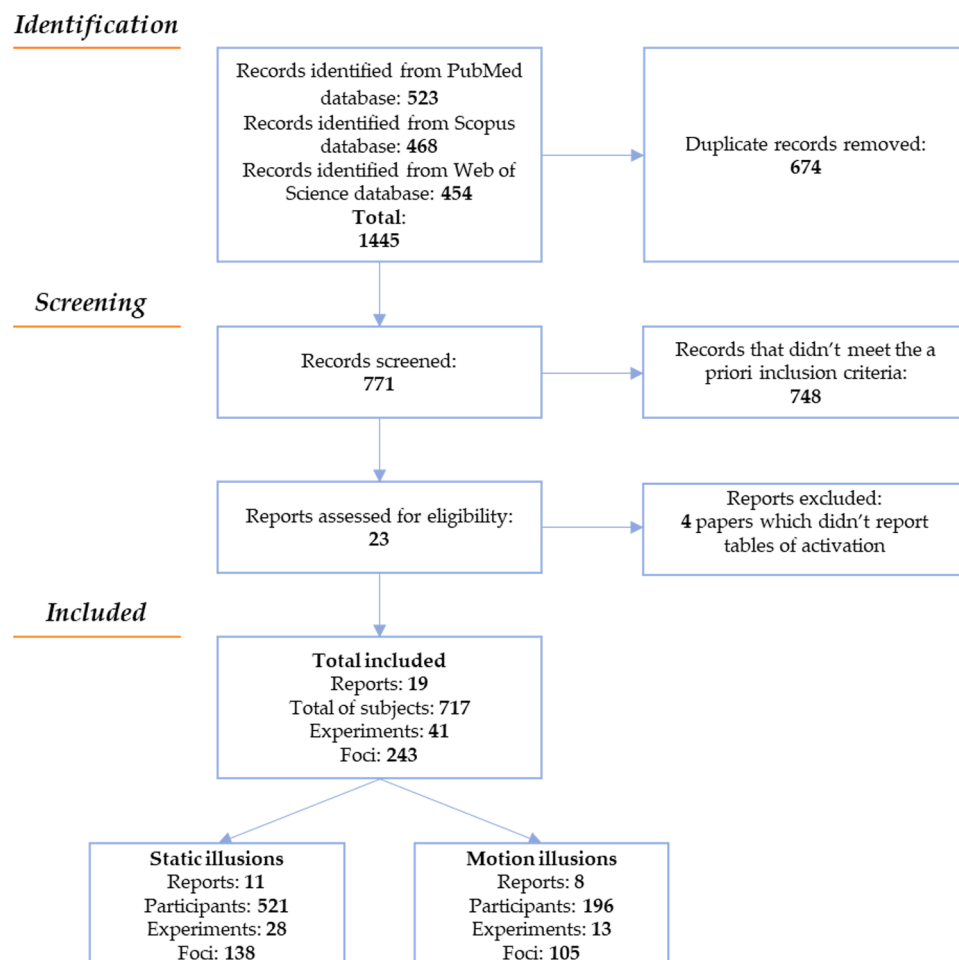 Identification
Records identified from PubMed
database: 523
Records identified from Scopus
database: 468
Records identified from Web of
Science database: 454
Total:
1445
Duplicate records removed:
674
Screening
Records screened:
771
Records that didn't meet the a
priori inclusion criteria:
748
Reports assessed for eligibility:
23
Reports excluded:
4 papers which didn't report
tables of activation
Included
Total included
Reports: 19
Total of subjects: 717
Experiments: 41
Foci: 243
Static illusions
Reports: 11
Participants: 521
Experiments: 28
Foci: 138
Motion illusions
Reports: 8
Participants: 196
Experiments: 13
Foci: 105